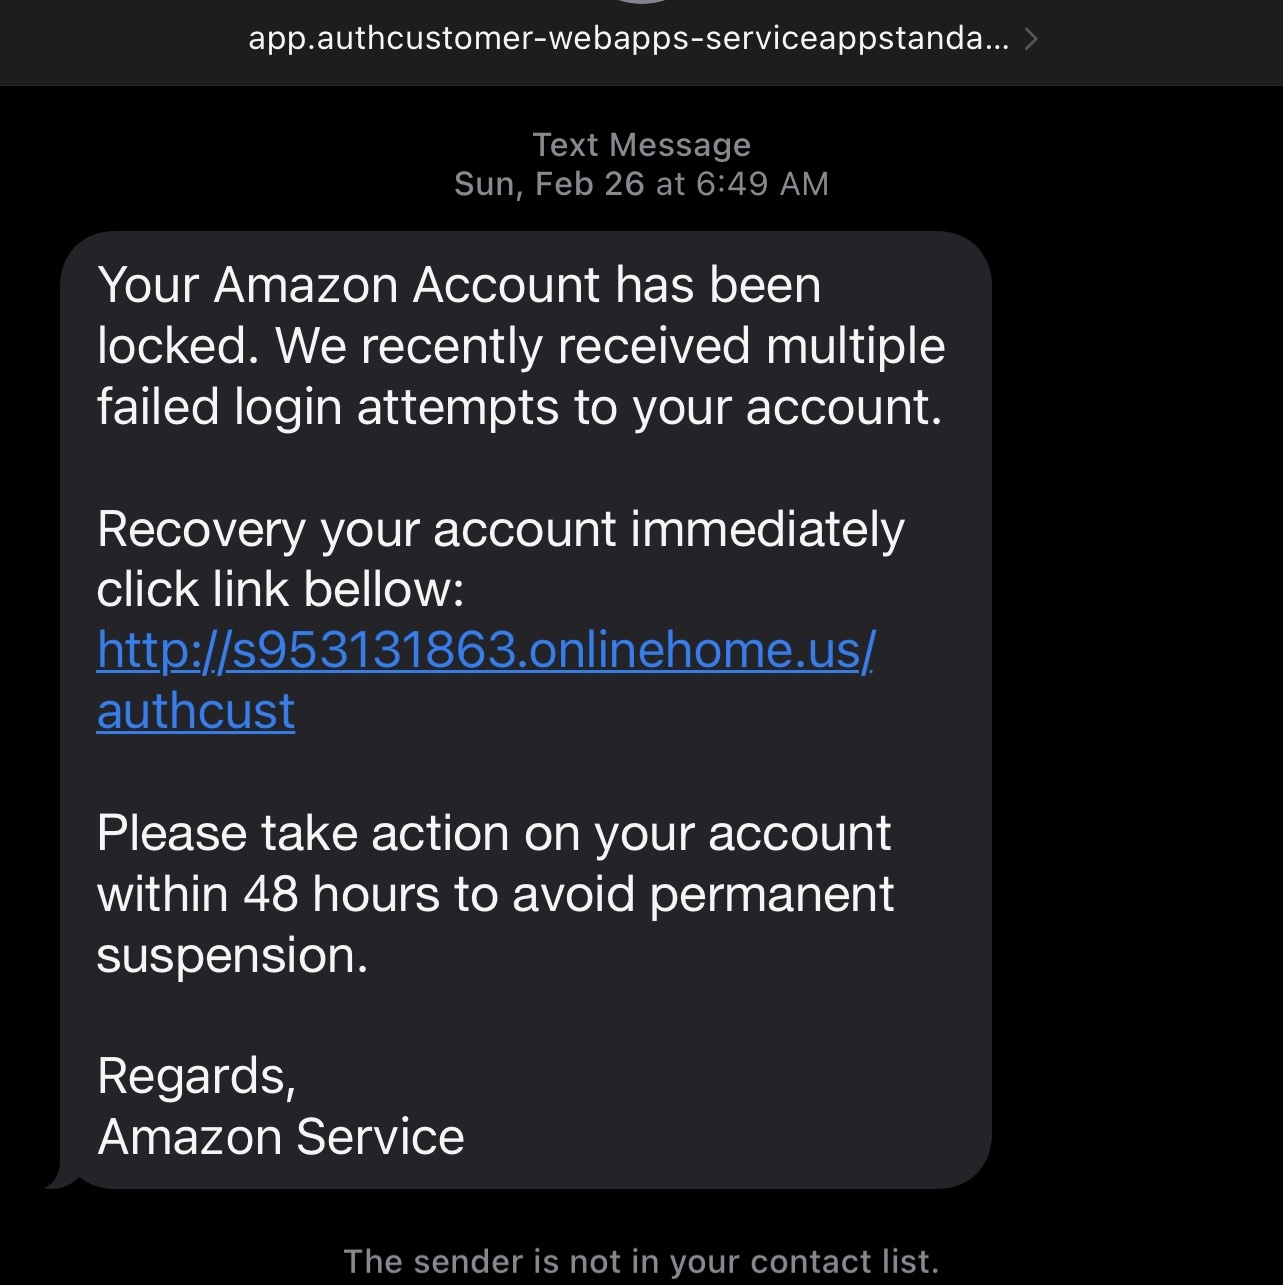 app.authcustomer-webapps-serviceappstanda...
Text Message
Sun, Feb 26 at 6:49 AM
Your Amazon Account has been
locked. We recently received multiple
failed login attempts to your account.
Recovery your account immediately
click link bellow:
http://s953131863.onlinehome.us/
authcust
Please take action on your account
within 48 hours to avoid permanent
suspension.
Regards,
Amazon Service
The sender is not in your contact list.